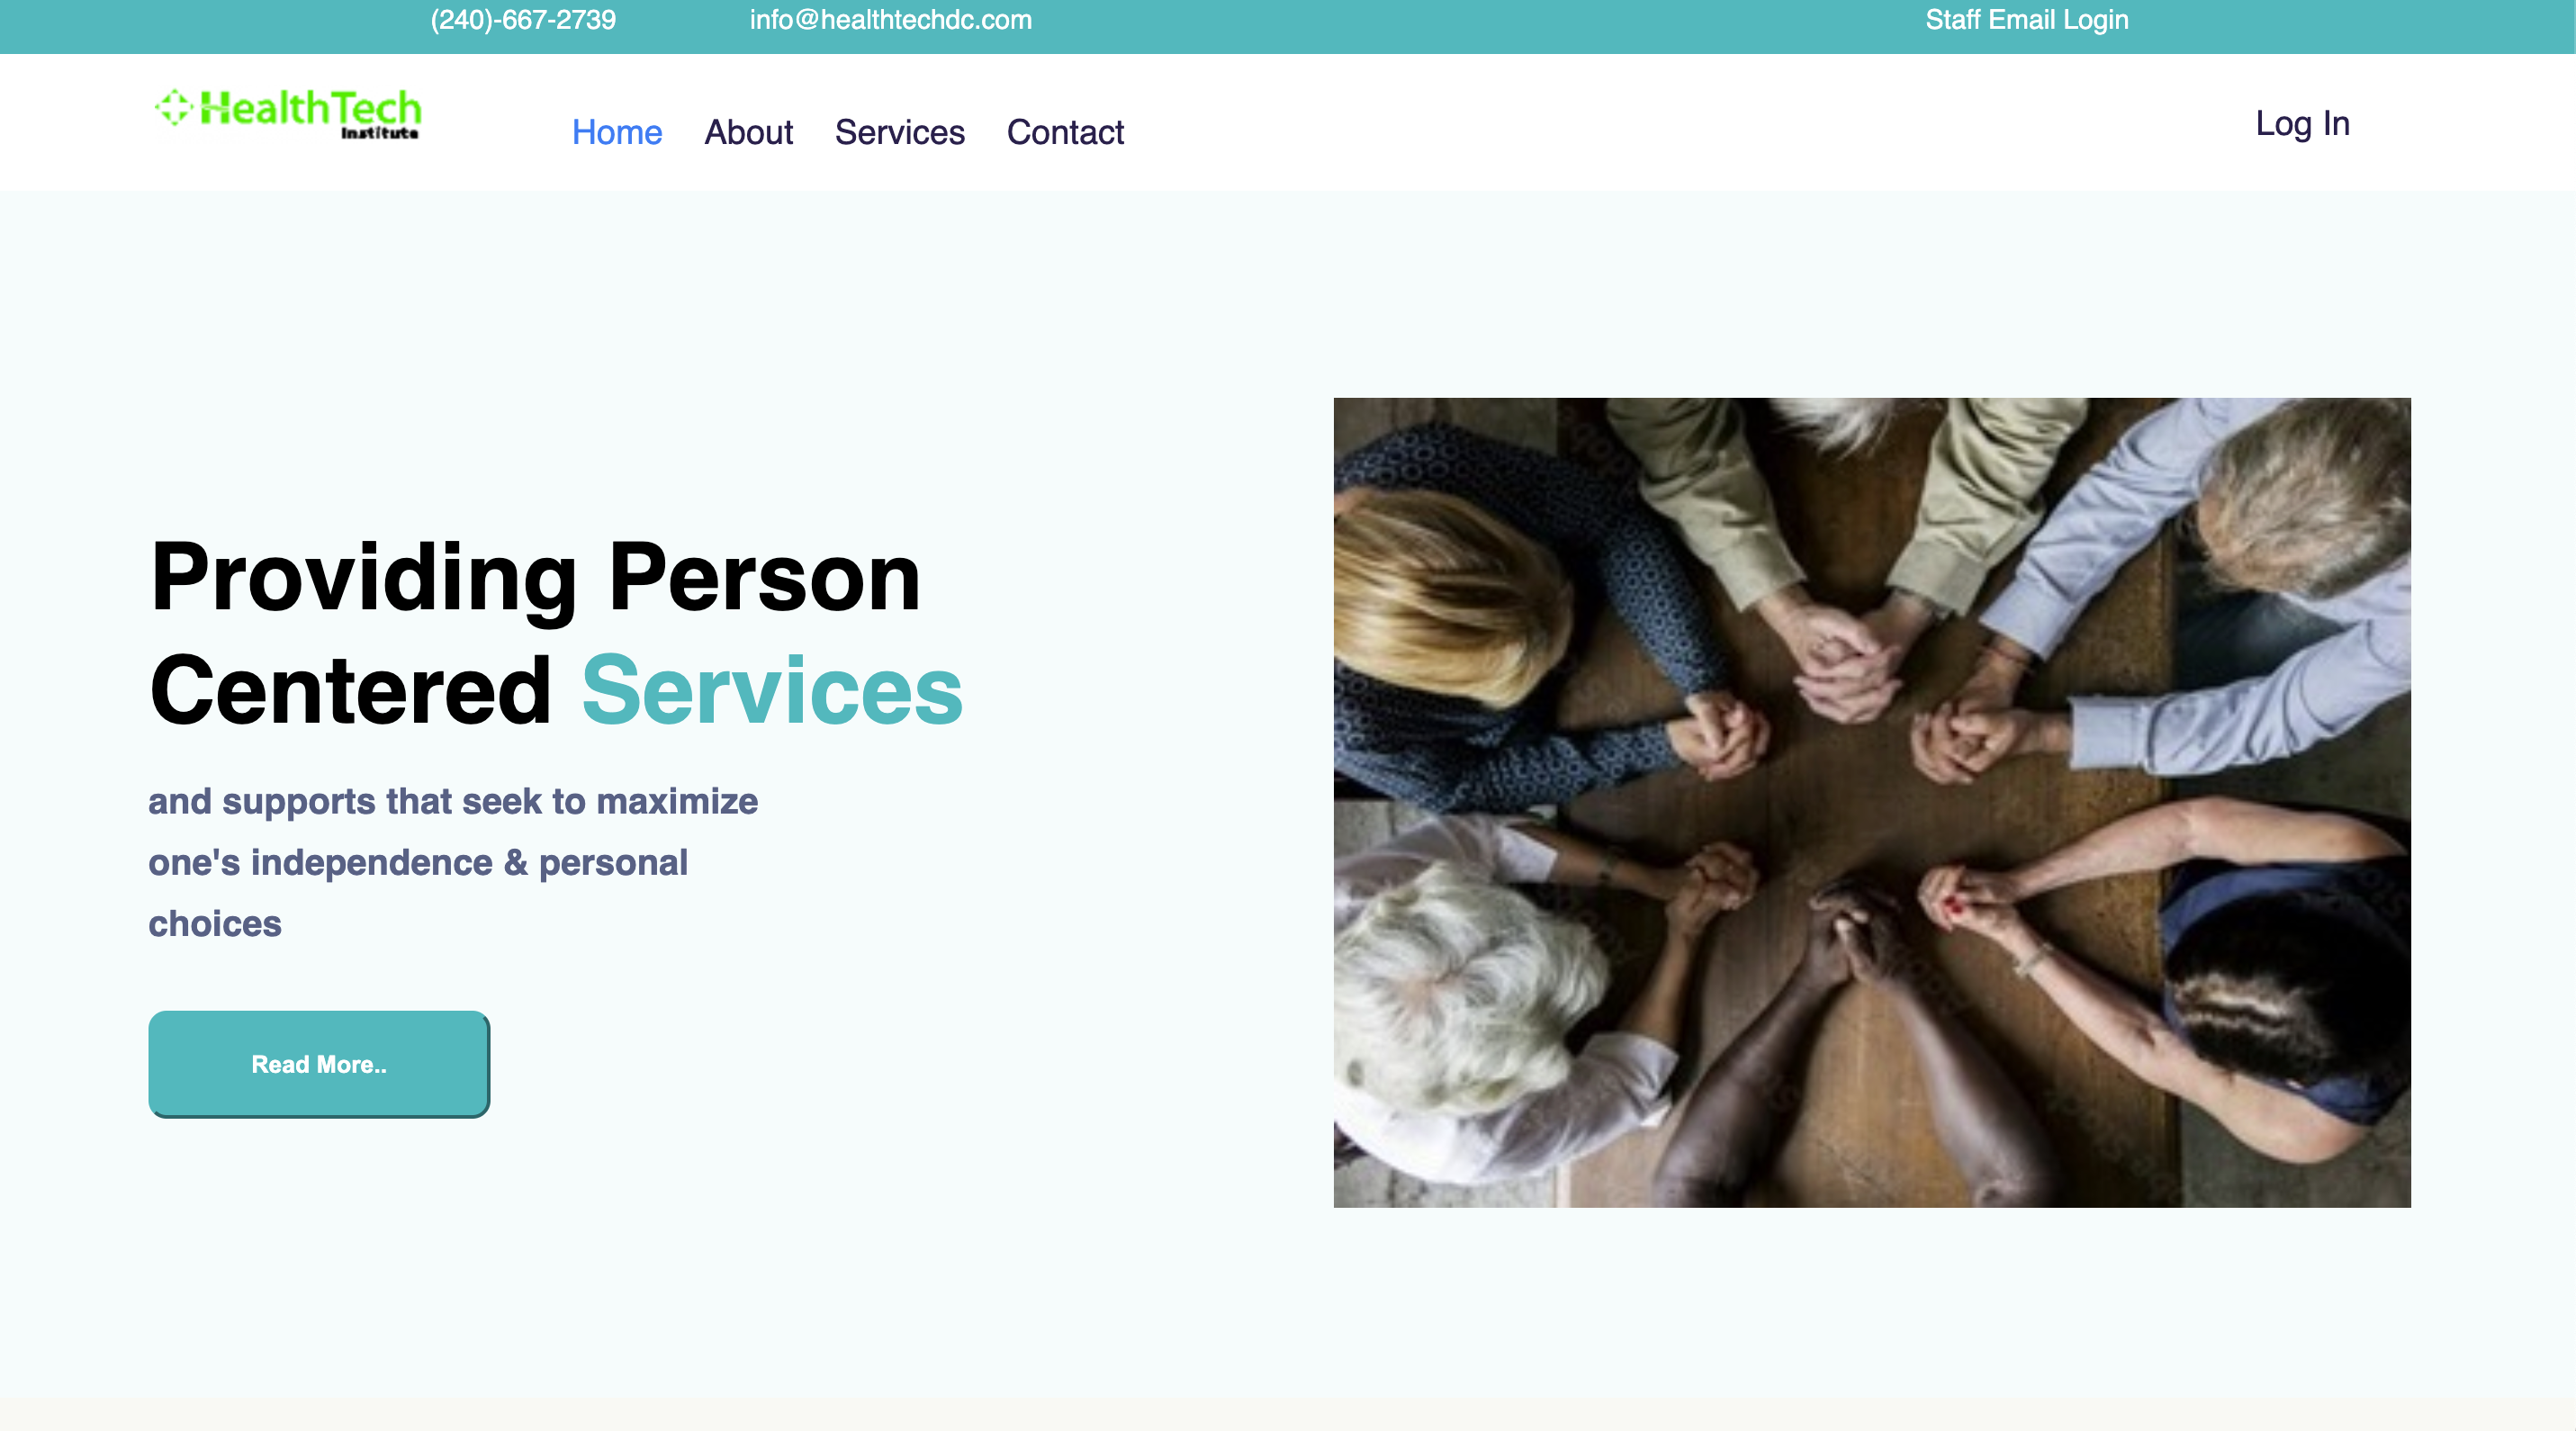 (240)-667-2739 info@healthtechdc.com Staff Email Login
HealthTech
Institute
Home About Services Contact Log In
Providing Person
Centered Services
and supports that seek to maximize
one's independence & personal
choices
Read More..